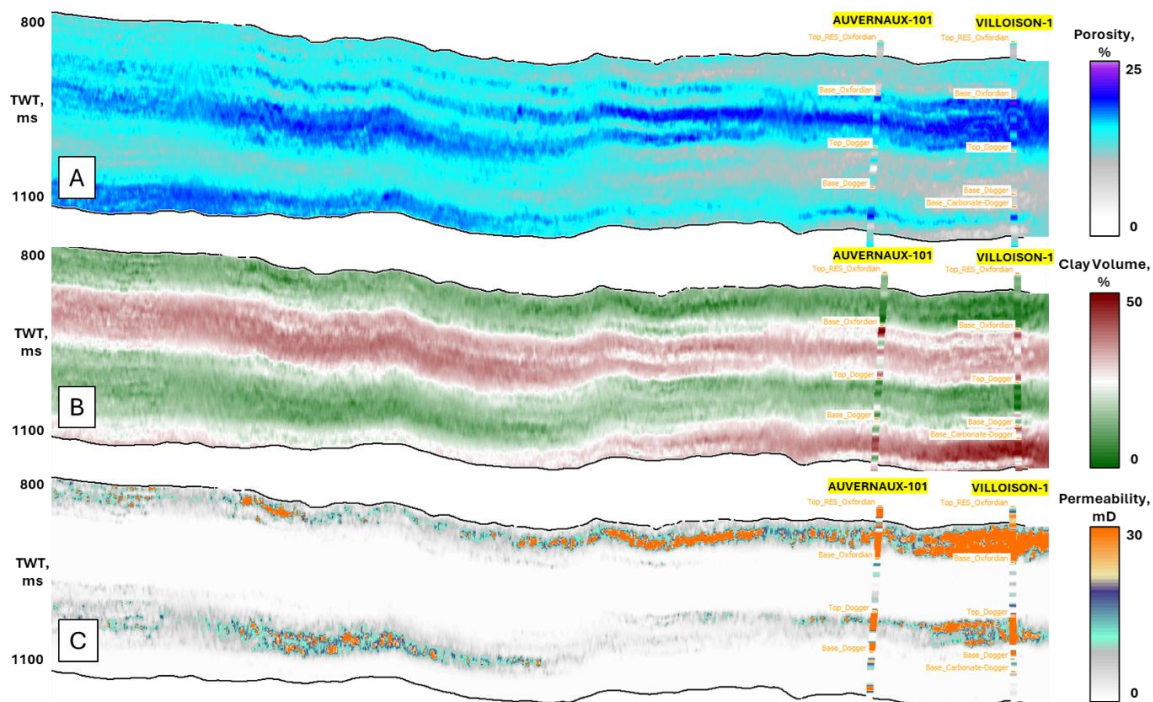 800
TWT,
ms
1100
A
AUVERNAUX-101
VILLOISON-1
Top_RES_Oxfordian
Top_RES_Oxfordian
Base_Oxfordian
Base_Oxfordian
Top_Dogger
Top_Dogger
Base_Dogger
Base_Dogger
Base_Carbonate-Dogger
Porosity,
%
25
0
800
TWT,
ms
1100
B
AUVERNAUX-101
VILLOISON-1
Top_RES_Oxfordian
Top_RES_Oxfordian
Base_Oxfordian
Base_Oxfordian
Top_Dogger
Top_Dogger
Base_Dogger
Base_Dogger
Base_Carbonate-Dogger
Clay Volume,
%
50
0
800
TWT,
ms
1100
C
AUVERNAUX-101
VILLOISON-1
Top_RES_Oxfordian
Top_RES_Oxfordian
Base_Oxfordian
Base_Oxfordian
Top_Dogger
Top_Dogger
Base_Dogger
Base_Dogger
Base_Carbonate-Dogger
Permeability,
mD
30
0